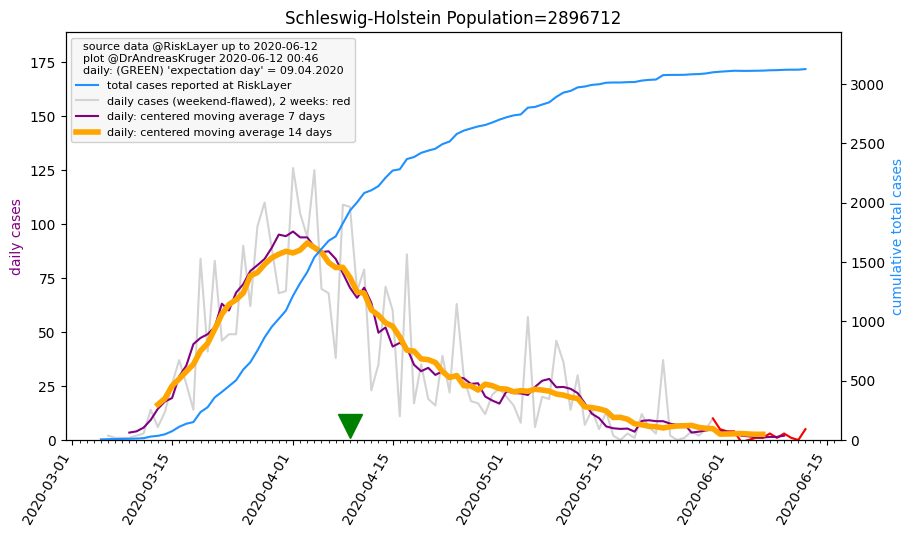 Schleswig-Holstein Population=2896712
source data @RiskLayer up to 2020-06-12
plot @DrAndreasKruger 2020-06-12 00:46
daily: (GREEN) 'expectation day' = 09.04.2020
total cases reported at RiskLayer
daily cases (weekend-flawed), 2 weeks: red
daily: centered moving average 7 days
daily: centered moving average 14 days
daily cases
175
150
125
100
75
50
25
0
cumulative total cases
3000
2500
2000
1500
1000
500
0
2020-03-01
2020-03-15
2020-04-01
2020-04-15
2020-05-01
2020-05-15
2020-06-01
2020-06-15